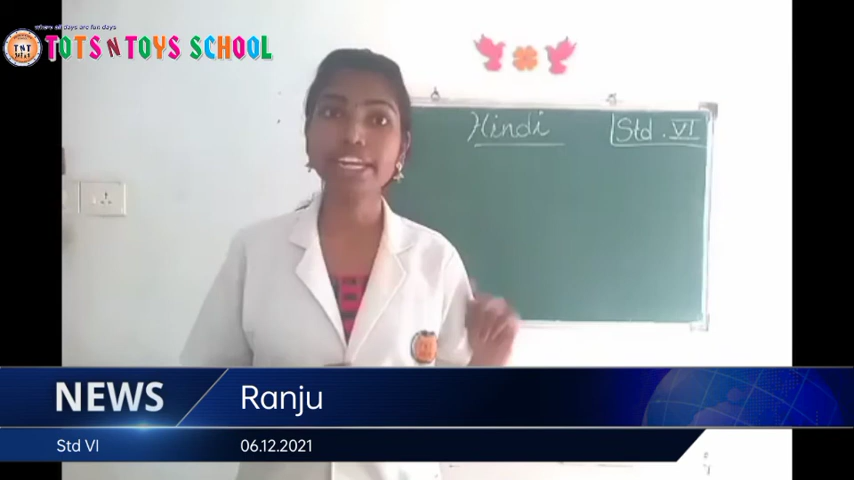 where all days are fun days
TOTS N TOYS SCHOOL
TNT
Hindi
Std. VI
NEWS
Ranju
Std VI
06.12.2021